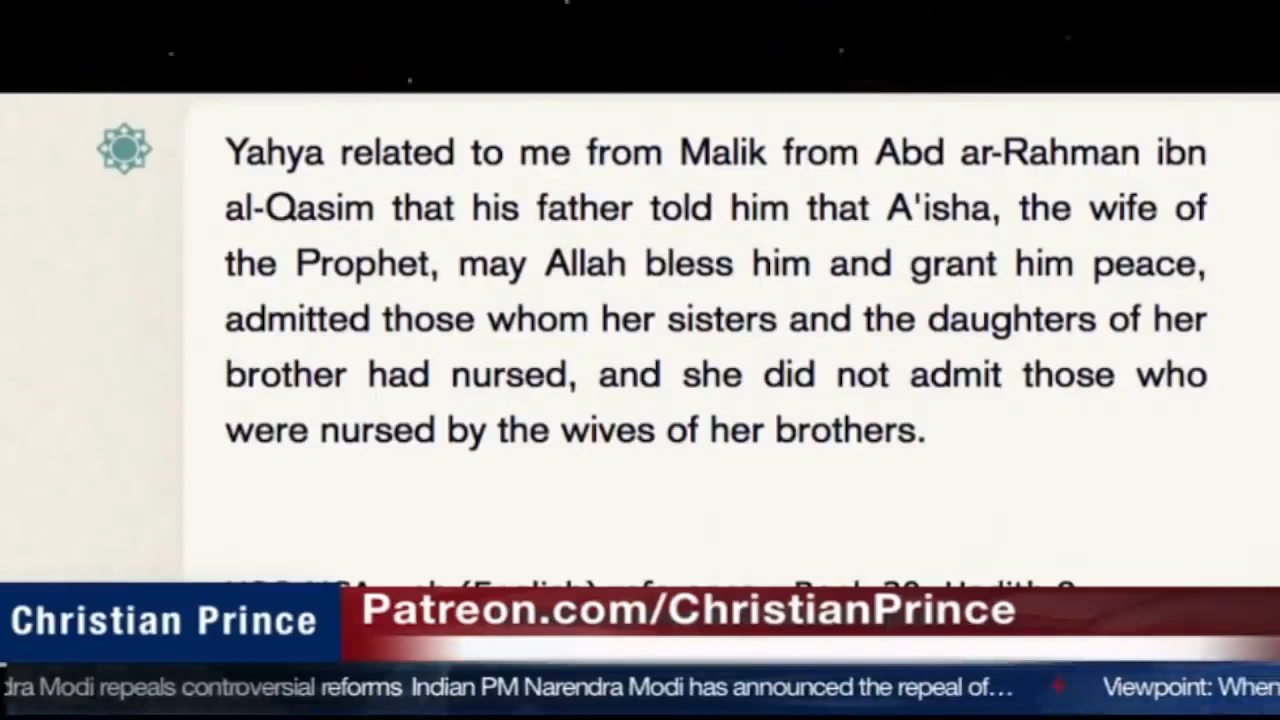 Yahya related to me from Malik from Abd ar-Rahman ibn
al-Qasim that his father told him that A'isha, the wife of
the Prophet, may Allah bless him and grant him peace,
admitted those whom her sisters and the daughters of her
brother had nursed, and she did not admit those who
were nursed by the wives of her brothers.
(English) reference
Christian Prince
Patreon.com/ChristianPrince
dra Modi repeals controversial reforms Indian PM Narendra Modi has announced the repeal of… Viewpoint: When